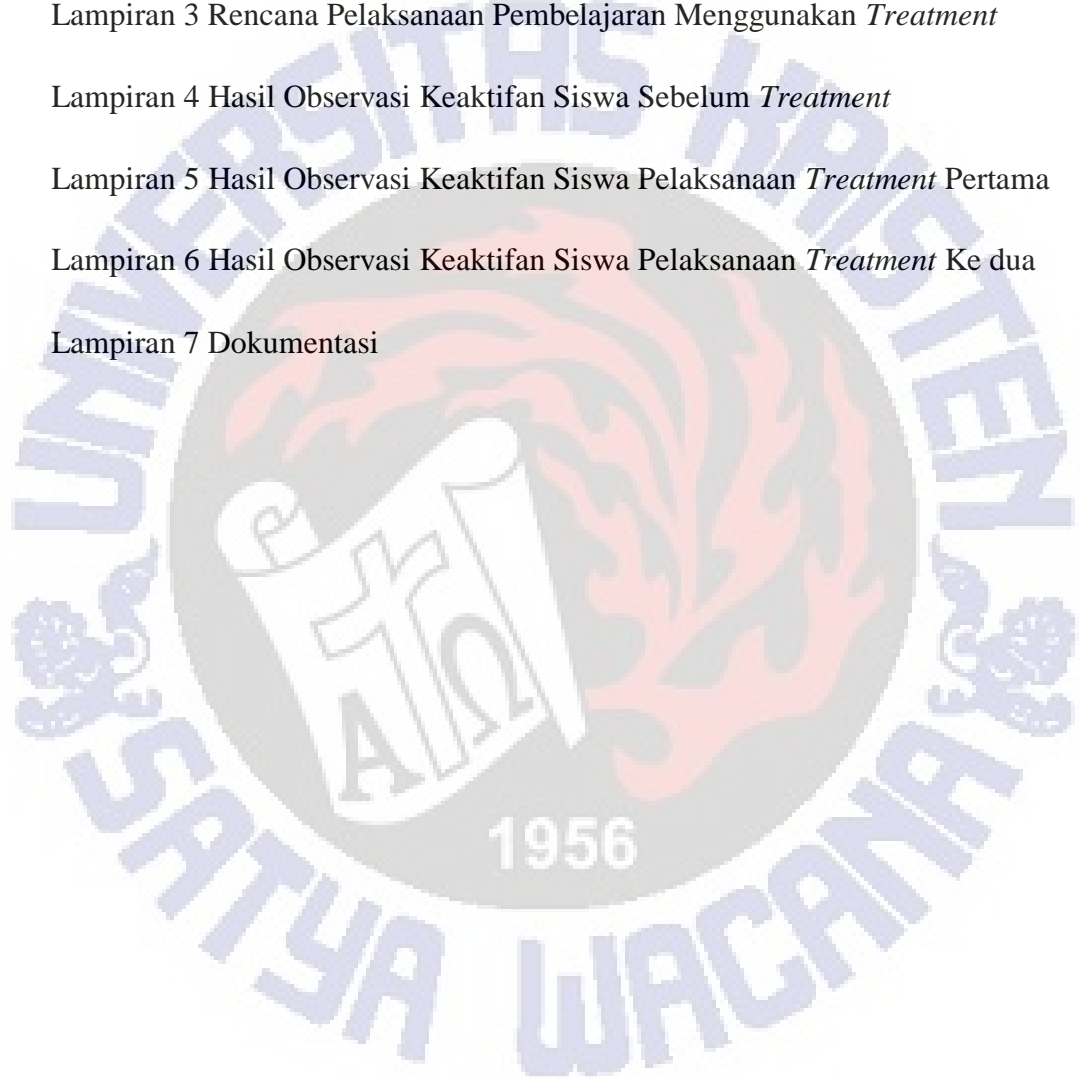 Lampiran 3 Rencana Pelaksanaan Pembelajaran Menggunakan Treatment
Lampiran 4 Hasil Observasi Keaktifan Siswa Sebelum Treatment
Lampiran 5 Hasil Observasi Keaktifan Siswa Pelaksanaan Treatment Pertama
Lampiran 6 Hasil Observasi Keaktifan Siswa Pelaksanaan Treatment Ke dua
Lampiran 7 Dokumentasi
UNIVERSITAS KRISTEN
Α Ω
1956
SATYA WACANA